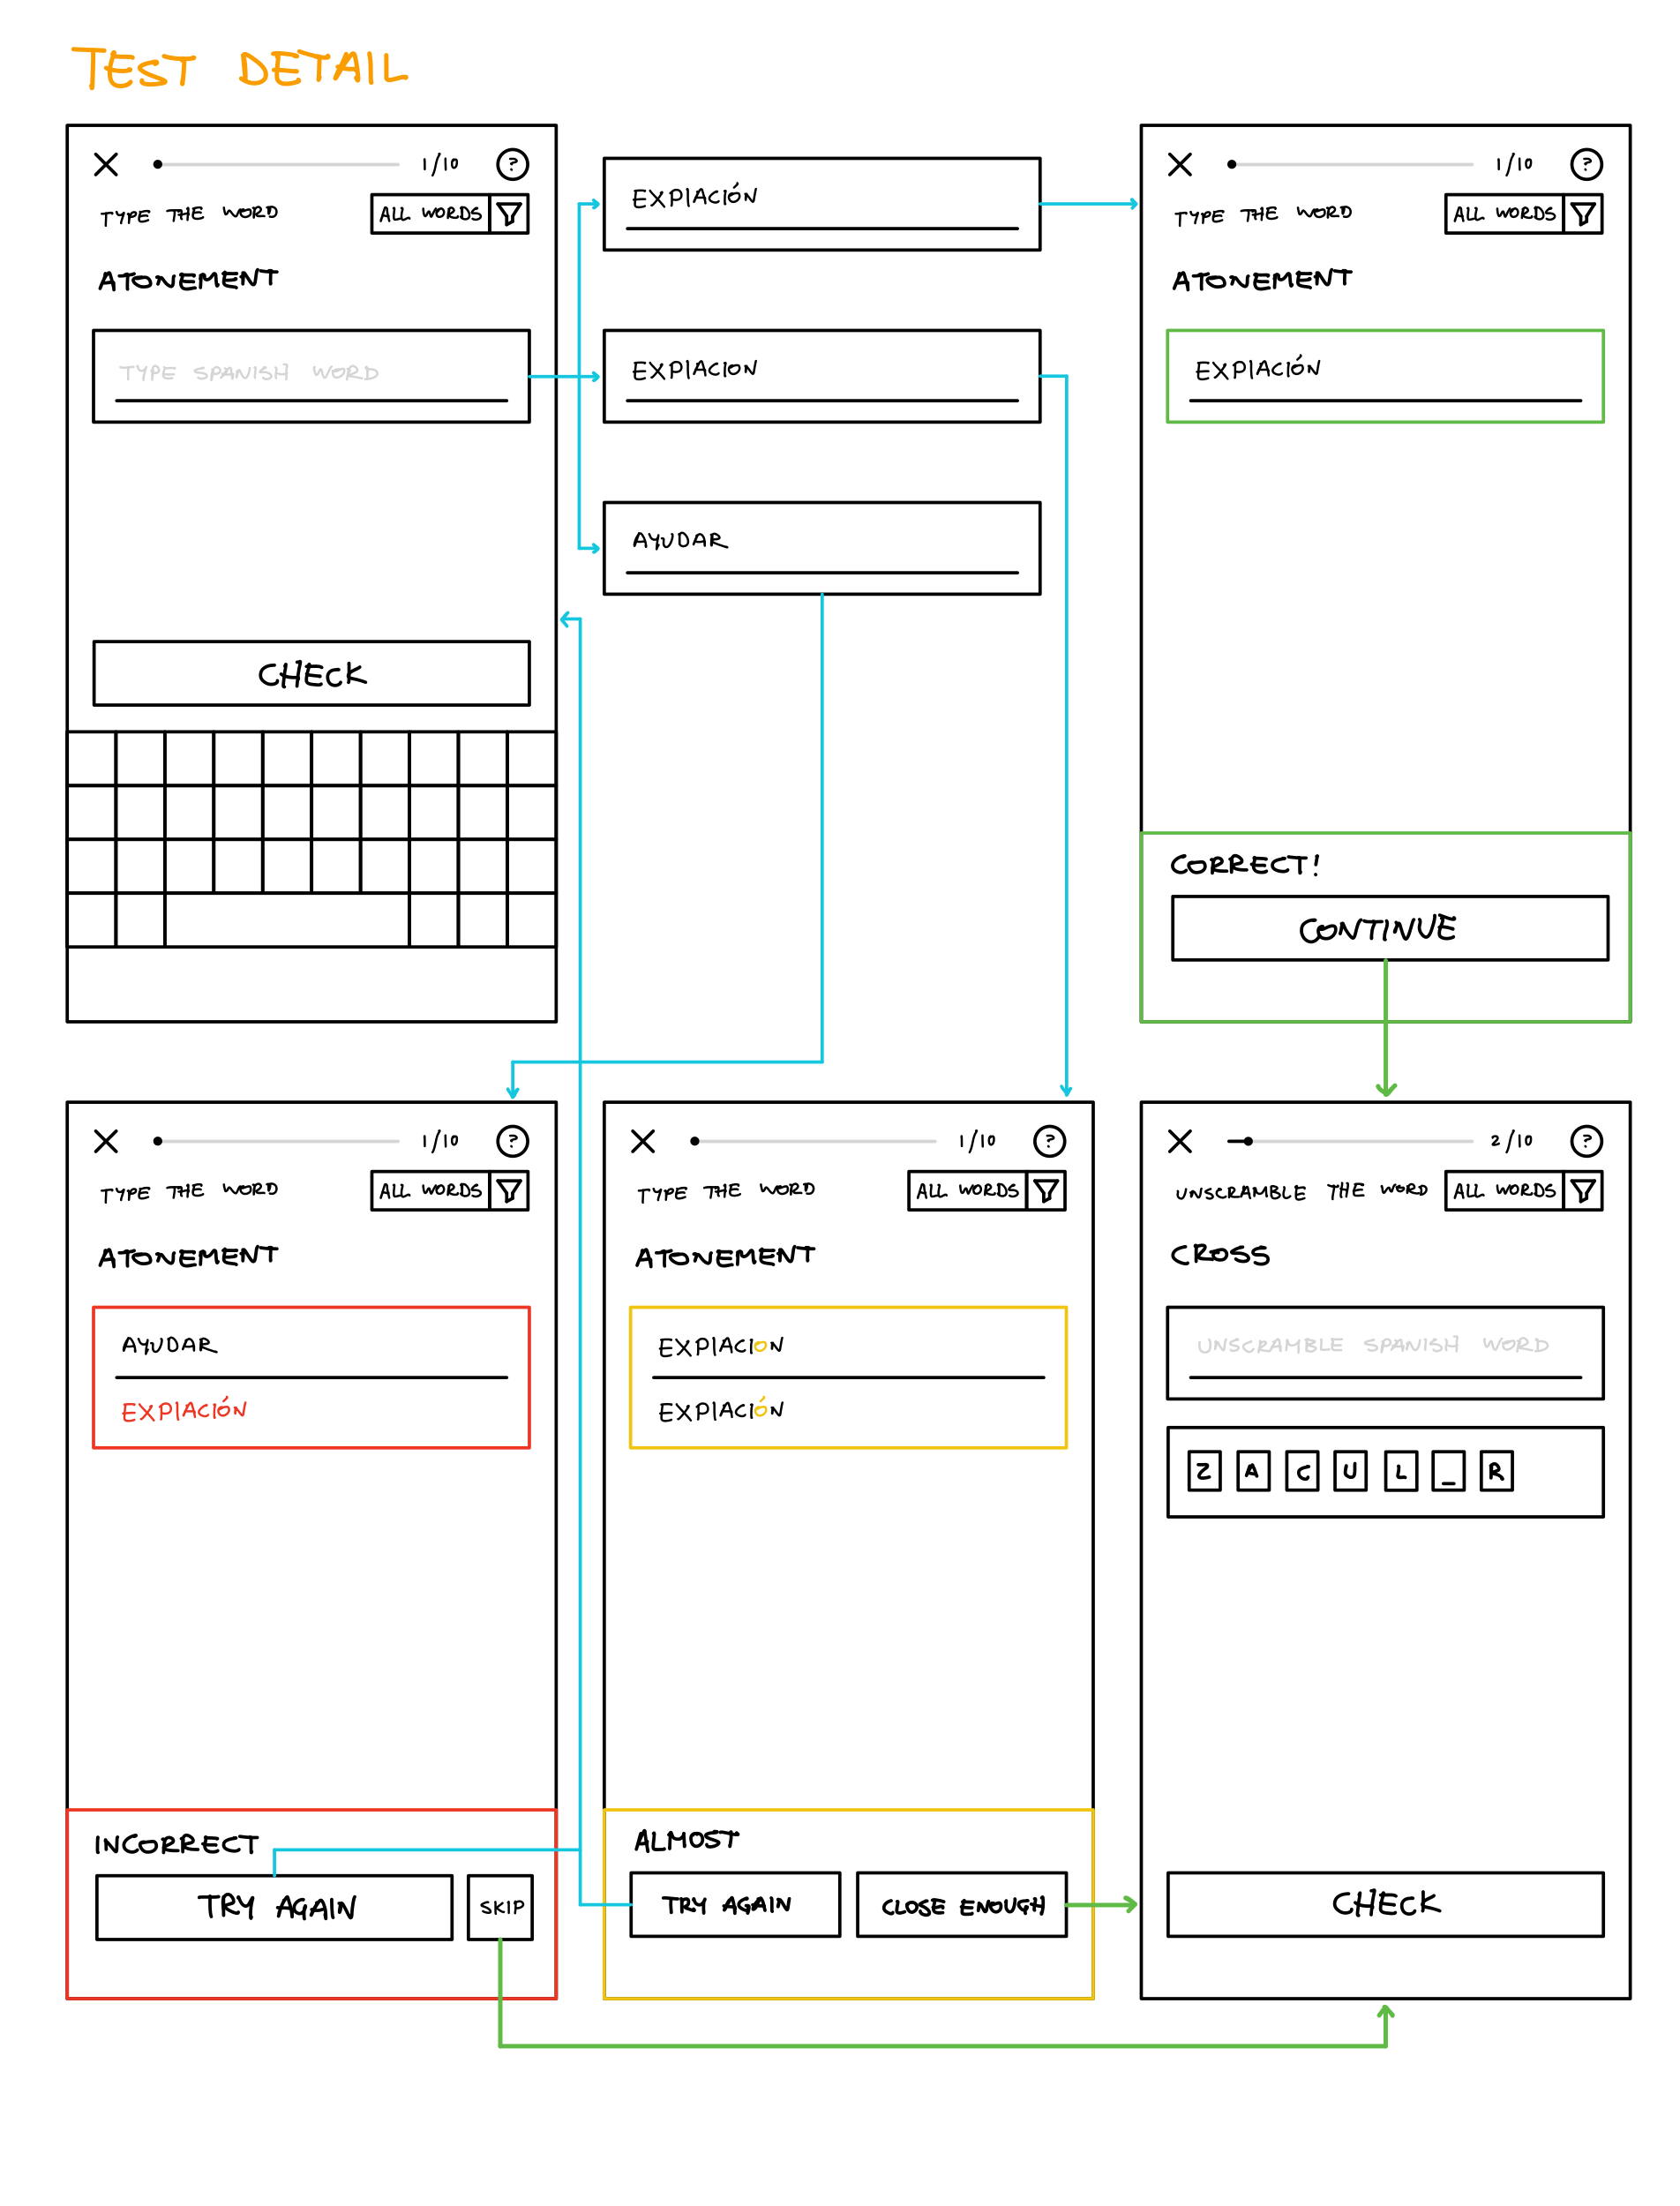 TEST DETAIL
1/10 ?
TYPE THE WORD ALL WORDS
ATONEMENT
TYPE SPANISH WORD
CHECK
EXPIACIÓN
EXPIACION
AYUDAR
1/10 ?
TYPE THE WORD ALL WORDS
ATONEMENT
EXPIACIÓN
CORRECT!
CONTINUE
1/10 ?
TYPE THE WORD ALL WORDS
ATONEMENT
AYUDAR
EXPIACIÓN
INCORRECT
TRY AGAIN SKIP
1/10 ?
TYPE THE WORD ALL WORDS
ATONEMENT
EXPIACION
EXPIACIÓN
ALMOST
TRY AGAIN CLOSE ENOUGH
2/10 ?
UNSCRAMBLE THE WORD ALL WORDS
CROSS
UNSCRAMBLE SPANISH WORD
Z A C U L _ R
CHECK